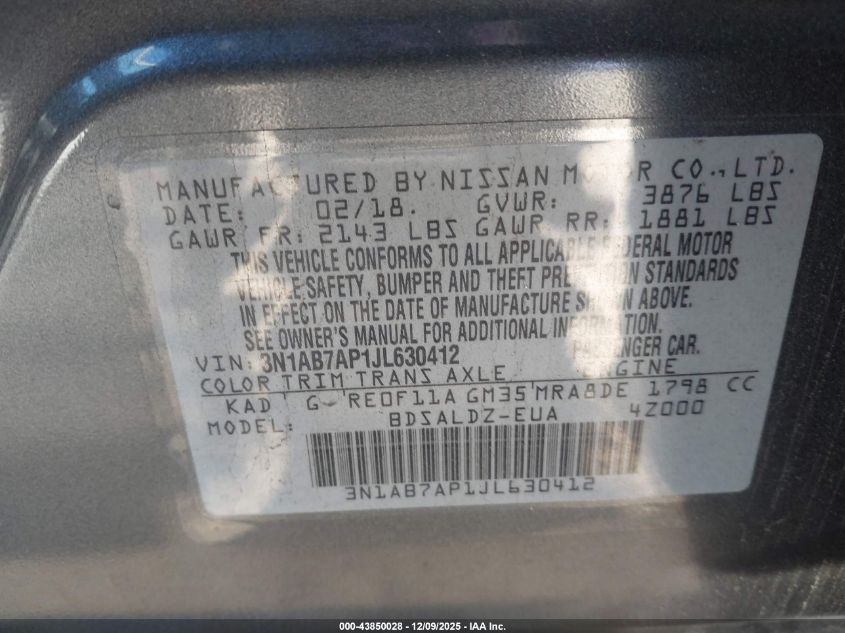 MANUFACTURED BY NISSAN MOTOR CO., LTD.
DATE: 02/18. GVWR: 3876 LBS
GAWR FR: 2143 LBS GAWR RR: 1881 LBS
THIS VEHICLE CONFORMS TO ALL APPLICABLE FEDERAL MOTOR
VEHICLE SAFETY, BUMPER AND THEFT PREVENTION STANDARDS
IN EFFECT ON THE DATE OF MANUFACTURE SHOWN ABOVE.
SEE OWNER'S MANUAL FOR ADDITIONAL INFORMATION.
VIN: 3N1AB7AP1JL630412 PASSENGER CAR.
COLOR TRIM TRANS AXLE ENGINE
KAD G RE0F11A GM35 MRA8DE 1798 CC
MODEL: BDSALDZ-EUA 4Z000
3N1AB7AP1JL630412
000-43850028 - 12/09/2025 - IAA Inc.